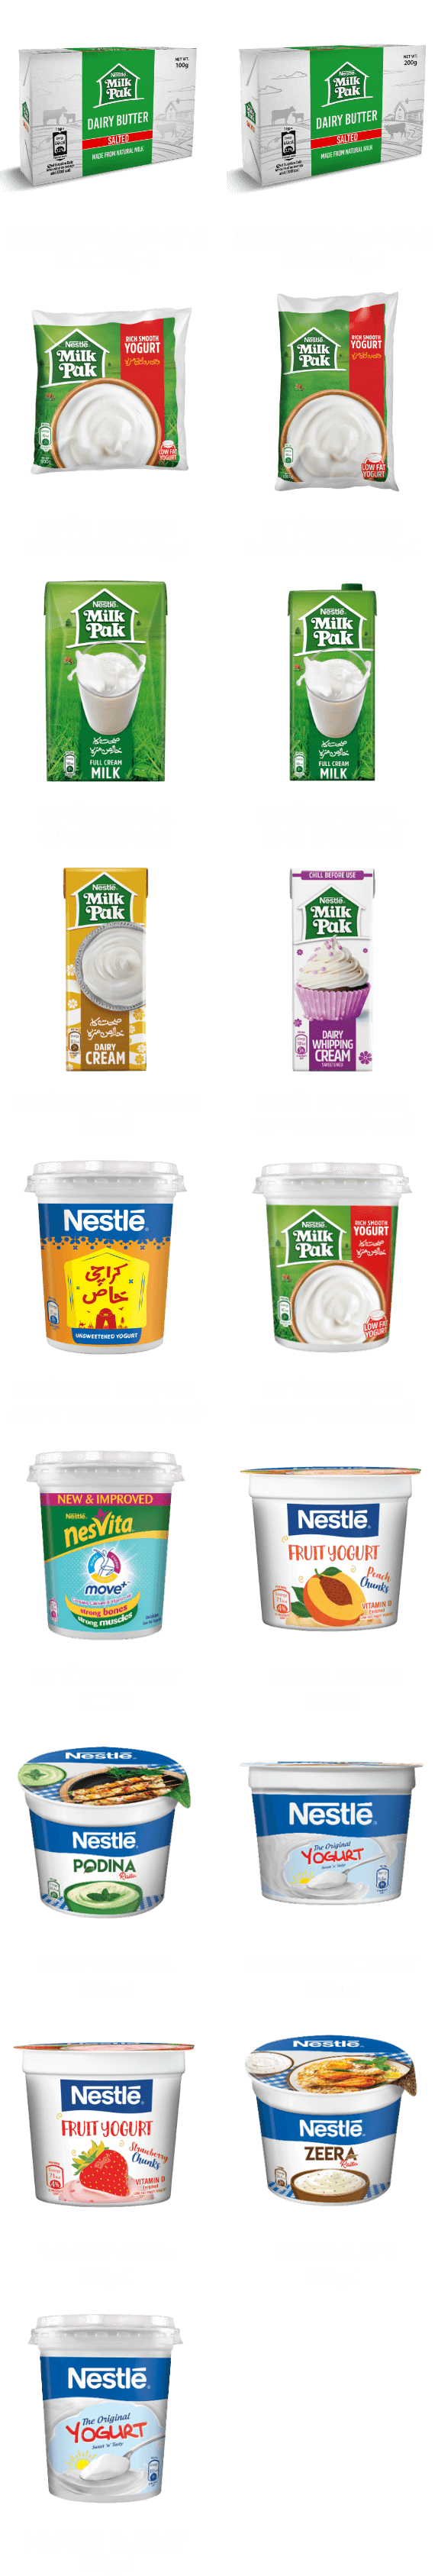 NET WT.
100g
Nestlé
Milk
Pak
DAIRY BUTTER
SALTED
MADE FROM NATURAL MILK
NET WT.
200g
Nestlé
Milk
Pak
DAIRY BUTTER
SALTED
MADE FROM NATURAL MILK
Nestlé
Milk
Pak
RICH SMOOTH
YOGURT
LOW FAT
YOGURT
Nestlé
Milk
Pak
RICH SMOOTH
YOGURT
LOW FAT
YOGURT
Nestlé
Milk
Pak
FULL CREAM
MILK
Nestlé
Milk
Pak
FULL CREAM
MILK
Nestlé
Milk
Pak
DAIRY
CREAM
CHILL BEFORE USE
Nestlé
Milk
Pak
DAIRY
WHIPPING
CREAM
SWEETENED
Nestlé
کراچی
خاص
UNSWEETENED YOGURT
Nestlé
Milk
Pak
RICH SMOOTH
YOGURT
LOW FAT
YOGURT
NEW & IMPROVED
Nestlé
nesVita
move+
strong bones
strong muscles
Nestlé
FRUIT YOGURT
Peach
Chunks
VITAMIN D
Nestlé
Nestlé
PODINA
Raita
Nestlé
The Original
YOGURT
Sweet 'n' Tasty
Nestlé
FRUIT YOGURT
Strawberry
Chunks
VITAMIN D
Nestlé
Nestlé
ZEERA
Raita
Nestlé
The Original
YOGURT
Sweet 'n' Tasty